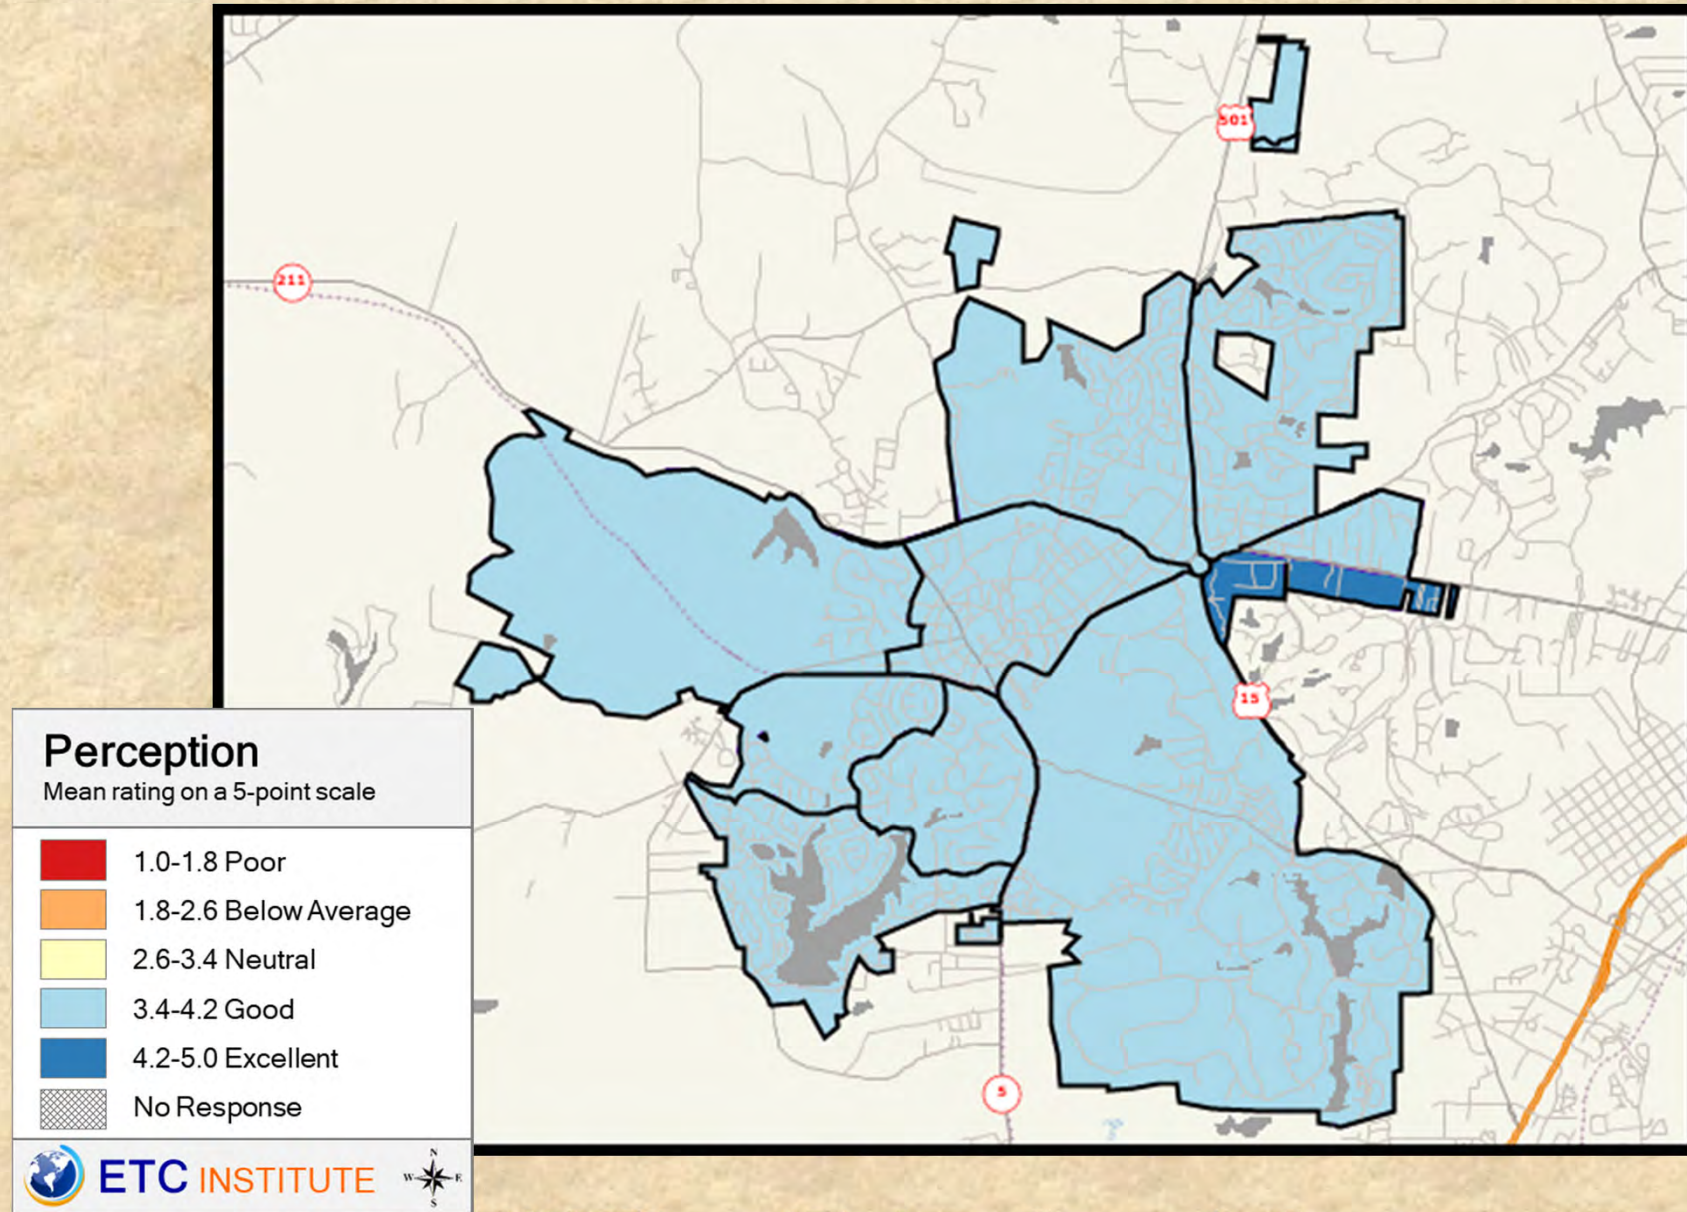 501
211
15
5
Perception
Mean rating on a 5-point scale
1.0-1.8 Poor
1.8-2.6 Below Average
2.6-3.4 Neutral
3.4-4.2 Good
4.2-5.0 Excellent
No Response
ETC INSTITUTE
N
W E
S